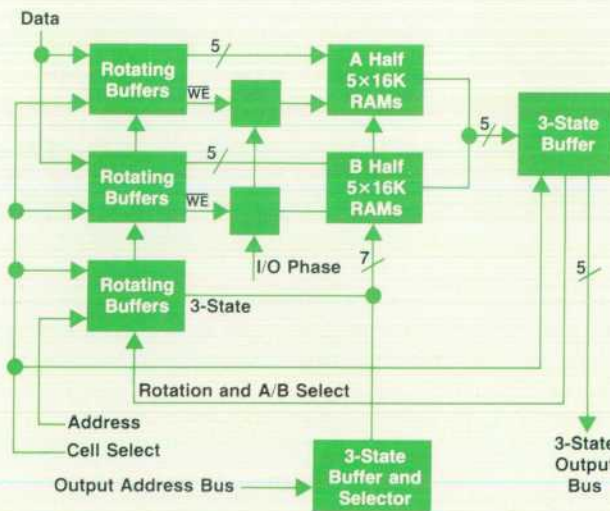 Data
5
Rotating
Buffers
WE
A Half
5×16K
RAMs
5
3-State
Buffer
Rotating
Buffers
5
WE
B Half
5×16K
RAMs
I/O Phase
7
5
Rotating
Buffers
3-State
Rotation and A/B Select
Address
Cell Select
Output Address Bus
3-State
Buffer and
Selector
3-State
Output
Bus